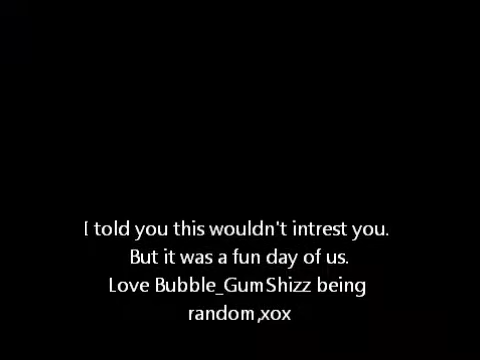 I told you this wouldn't intrest you.
But it was a fun day of us.
Love Bubble_GumShizz being
random,xox